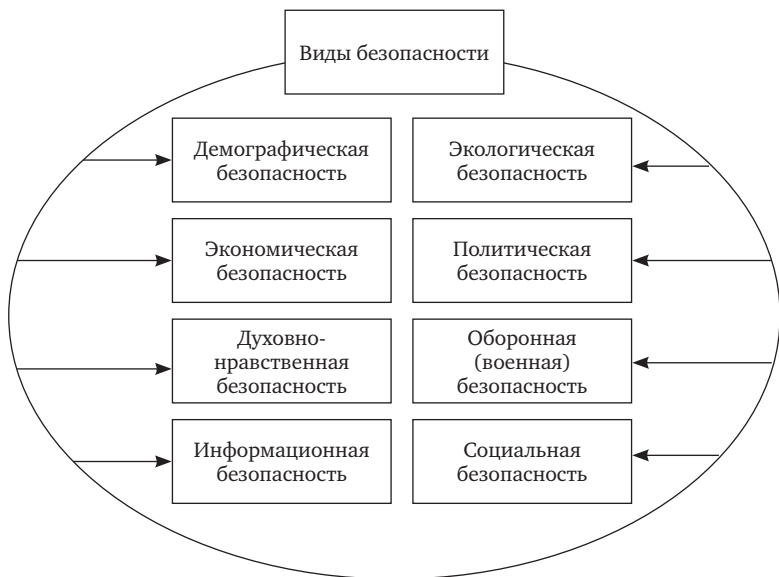 Виды безопасности
Демографическая
безопасность
Экологическая
безопасность
Экономическая
безопасность
Политическая
безопасность
Духовно-
нравственная
безопасность
Оборонная
(военная)
безопасность
Информационная
безопасность
Социальная
безопасность